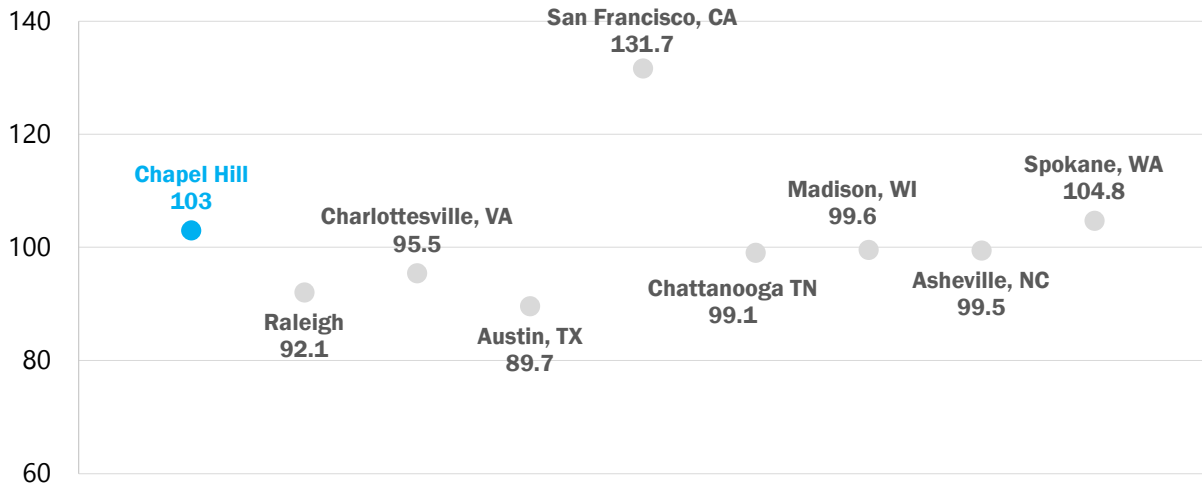 140
120
100
80
60
San Francisco, CA
131.7
Chapel Hill
103
Raleigh
92.1
Charlottesville, VA
95.5
Austin, TX
89.7
Chattanooga TN
99.1
Madison, WI
99.6
Asheville, NC
99.5
Spokane, WA
104.8